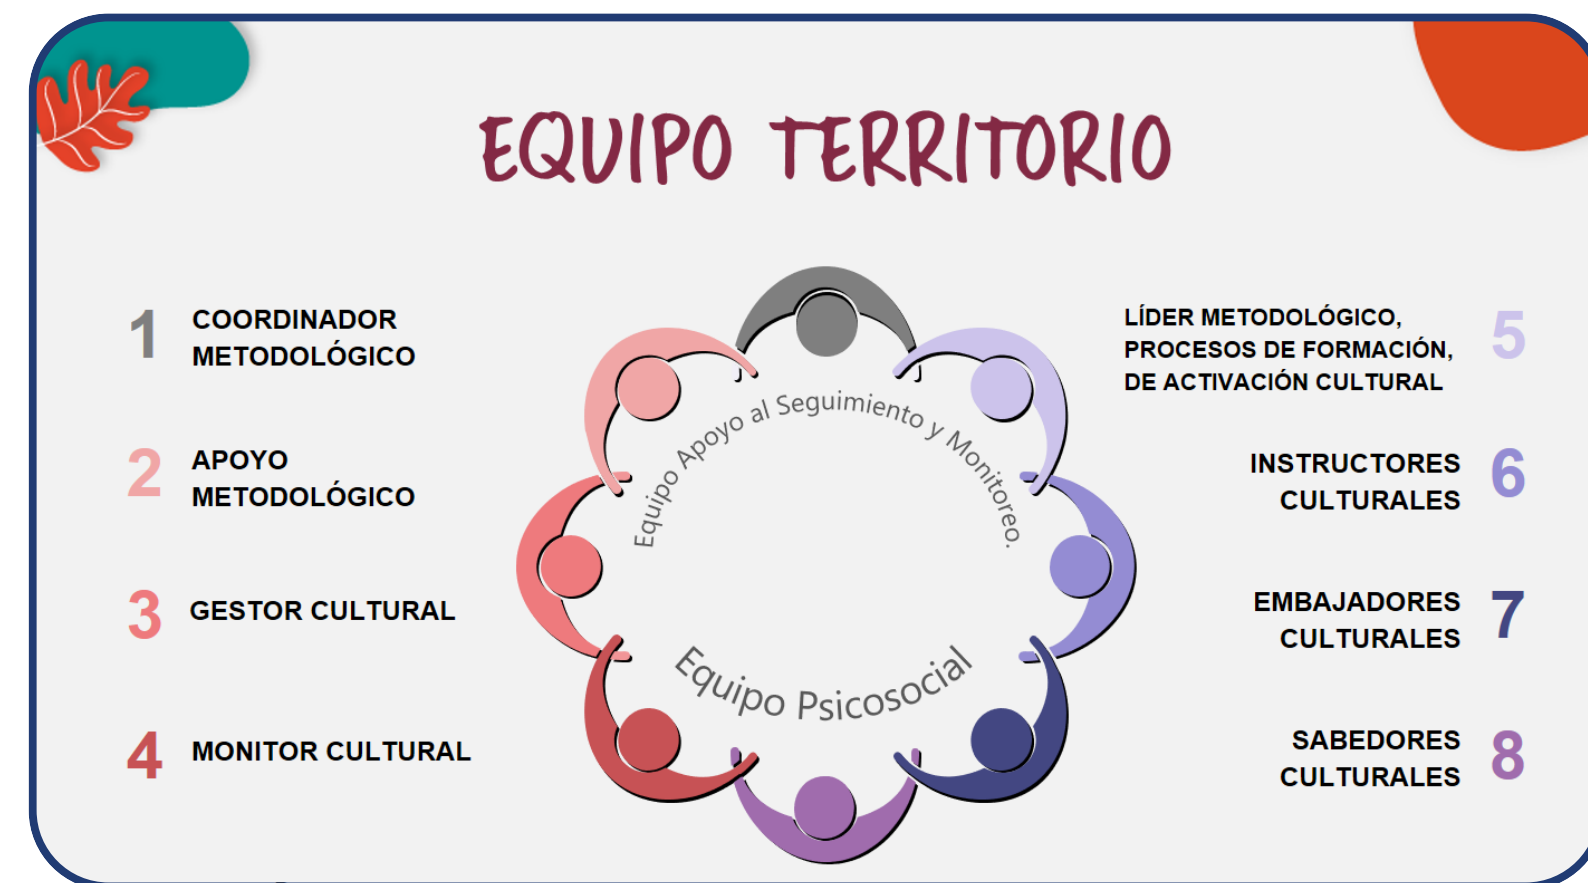 EQUIPO TERRITORIO
1 COORDINADOR
METODOLÓGICO
2 APOYO
METODOLÓGICO
3 GESTOR CULTURAL
4 MONITOR CULTURAL
Equipo Apoyo al Seguimiento y Monitoreo.
Equipo Psicosocial
LÍDER METODOLÓGICO,
PROCESOS DE FORMACIÓN,
DE ACTIVACIÓN CULTURAL
5
INSTRUCTORES
CULTURALES
6
EMBAJADORES
CULTURALES
7
SABEDORES
CULTURALES
8